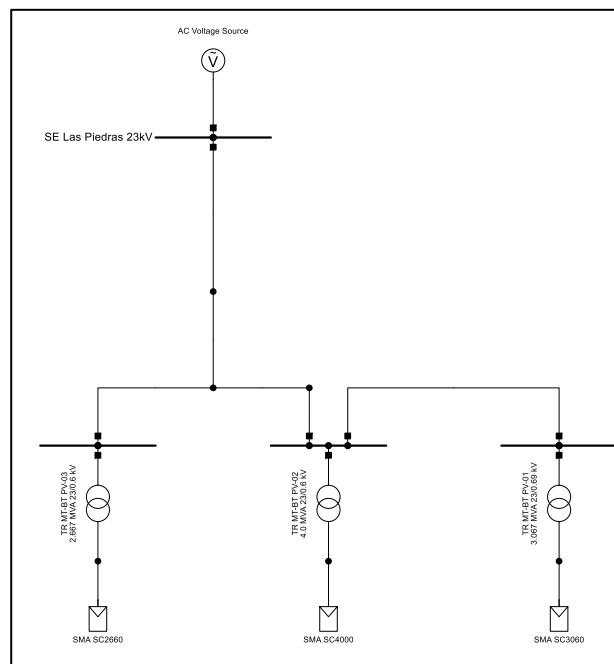 AC Voltage Source
Ṽ
SE Las Piedras 23kV
TR MT-BT PV-03
2.667 MVA 23/0.6 kV
TR MT-BT PV-02
4.0 MVA 23/0.6 kV
TR MT-BT PV-01
3.067 MVA 23/0.69 kV
SMA SC2660
SMA SC4000
SMA SC3060